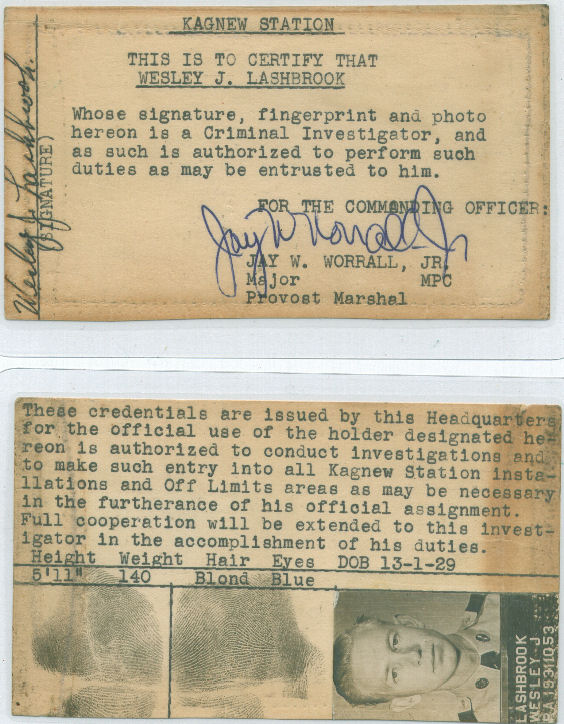 KAGNEW STATION
THIS IS TO CERTIFY THAT
WESLEY J. LASHBROOK
Whose signature, fingerprint and photo
hereon is a Criminal Investigator, and
as such is authorized to perform such
duties as may be entrusted to him.
FOR THE COMMANDING OFFICER:
Jay W Worrall Jr
JAY W. WORRALL, JR.
Major MPC
Provost Marshal
Wesley J. Lashbrook.
(SIGNATURE)
These credentials are issued by this Headquarters
for the official use of the holder designated he-
reon is authorized to conduct investigations and
to make such entry into all Kagnew Station insta-
llations and Off Limits areas as may be necessary
in the furtherance of his official assignment.
Full cooperation will be extended to this invest-
igator in the accomplishment of his duties.
Height Weight Hair Eyes DOB 13-1-29
5'11" 140 Blond Blue
LASHBROOK
WESLEY J
RA19311053